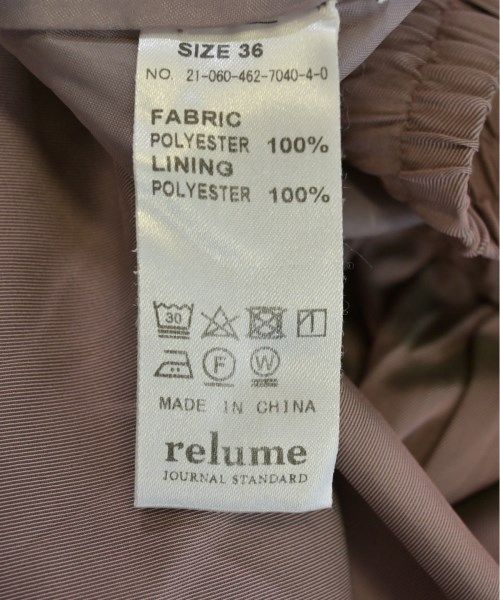 SIZE 36
NO. 21-060-462-7040-4-0
FABRIC
POLYESTER 100%
LINING
POLYESTER 100%
30
F W
MADE IN CHINA
relume
JOURNAL STANDARD